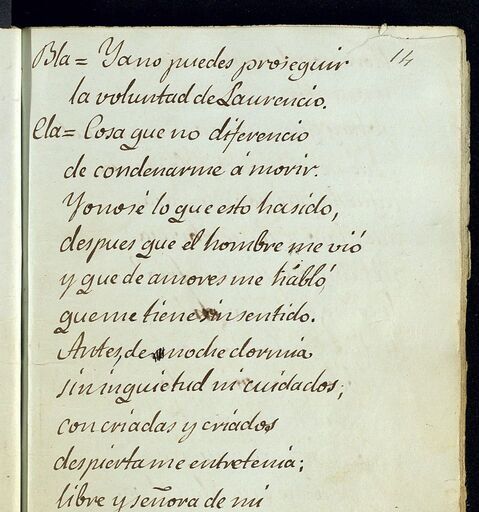 Bla= Ya no puedes proseguir 14
la voluntad de Laurencio.
Cla= Cosa que no diferencio
de condenarme á morir.
Yo no sé lo que esto ha sido,
despues que el hombre me vió
y que de amores me habló,
que me tiene sin sentido.
Antes, de noche dormia
sin inquietud ni cuidados;
con criadas y criados
despierta me entretenia;
libre y señora de mi